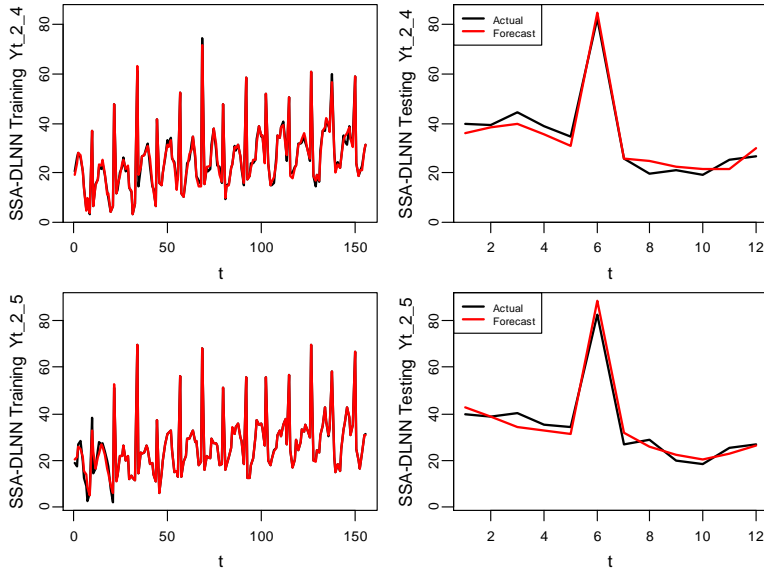 SSA-DLNN Training Yt_2_4
80
60
40
20
0
0 50 100 150
t
SSA-DLNN Testing Yt_2_4
80
60
40
20
0
Actual
Forecast
2 4 6 8 10 12
t
SSA-DLNN Training Yt_2_5
80
60
40
20
0
0 50 100 150
t
SSA-DLNN Testing Yt_2_5
80
60
40
20
0
Actual
Forecast
2 4 6 8 10 12
t